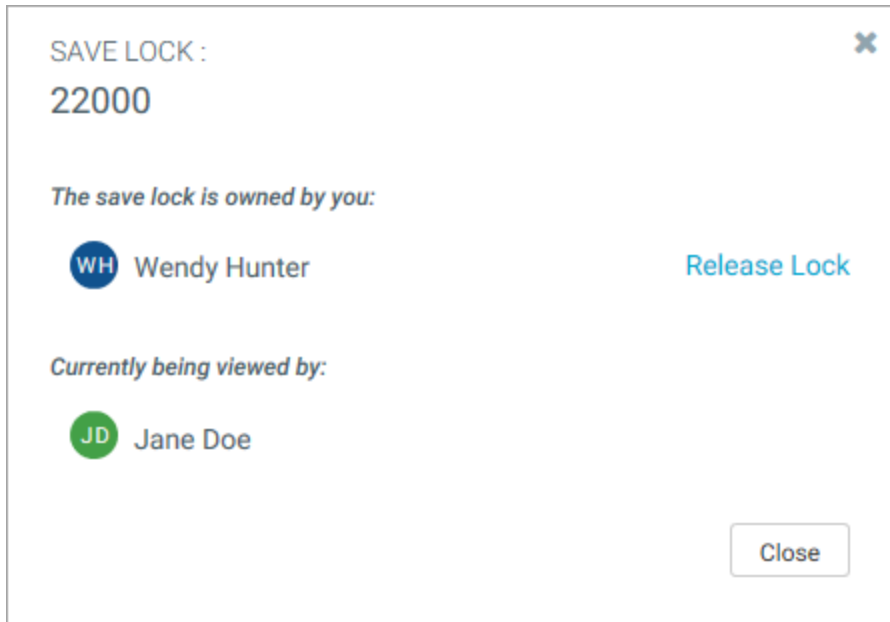 SAVE LOCK :
22000
The save lock is owned by you:
WH Wendy Hunter Release Lock
Currently being viewed by:
JD Jane Doe
Close